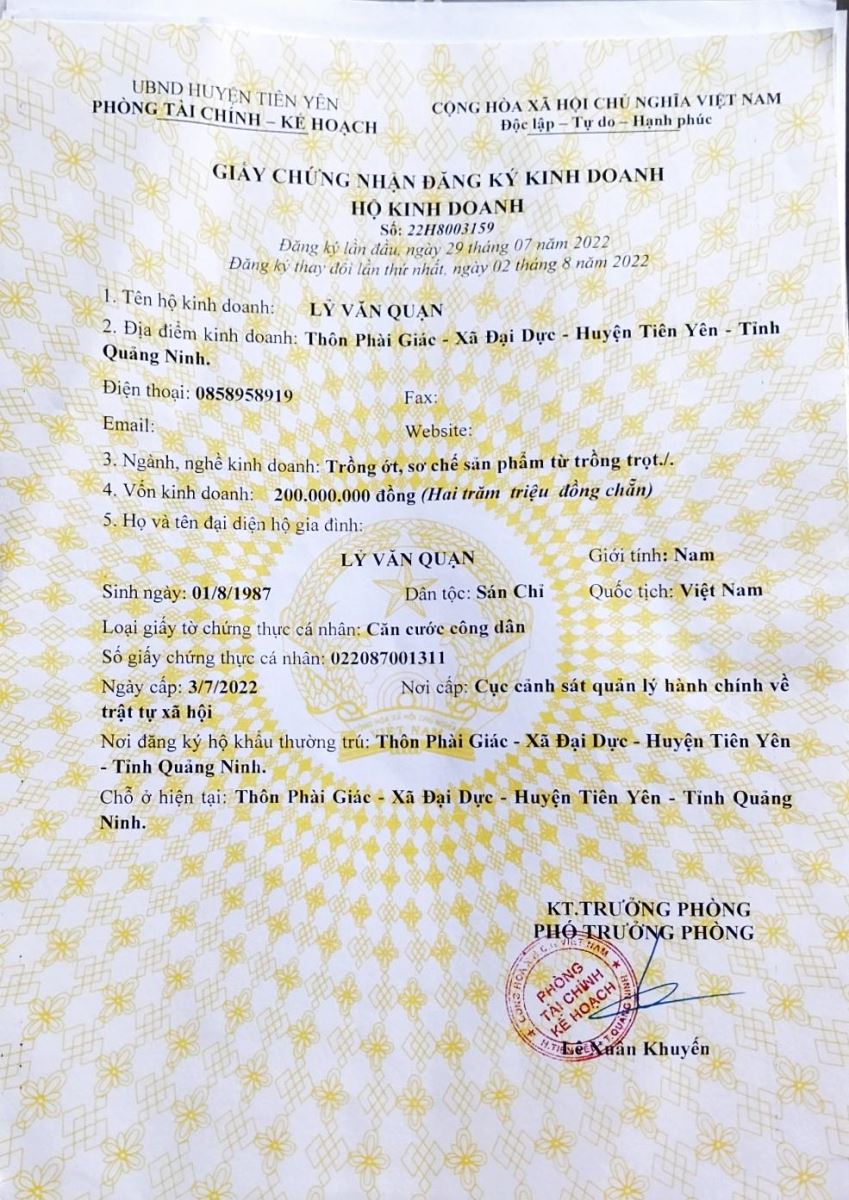 UBND HUYỆN TIÊN YÊN
PHÒNG TÀI CHÍNH – KẾ HOẠCH
CỘNG HÒA XÃ HỘI CHỦ NGHĨA VIỆT NAM
Độc lập – Tự do – Hạnh phúc
GIẤY CHỨNG NHẬN ĐĂNG KÝ KINH DOANH
HỘ KINH DOANH
Số: 22H8003159
Đăng ký lần đầu, ngày 29 tháng 07 năm 2022
Đăng ký thay đổi lần thứ nhất, ngày 02 tháng 8 năm 2022
1. Tên hộ kinh doanh: LỶ VĂN QUẠN
2. Địa điểm kinh doanh: Thôn Phài Giác - Xã Đại Dực - Huyện Tiên Yên - Tỉnh
Quảng Ninh.
Điện thoại: 0858958919 Fax:
Email: Website:
3. Ngành, nghề kinh doanh: Trồng ớt, sơ chế sản phẩm từ trồng trọt./.
4. Vốn kinh doanh: 200.000.000 đồng (Hai trăm triệu đồng chẵn)
5. Họ và tên đại diện hộ gia đình:
LỶ VĂN QUẠN Giới tính: Nam
Sinh ngày: 01/8/1987 Dân tộc: Sán Chỉ Quốc tịch: Việt Nam
Loại giấy tờ chứng thực cá nhân: Căn cước công dân
Số giấy chứng thực cá nhân: 022087001311
Ngày cấp: 3/7/2022 Nơi cấp: Cục cảnh sát quản lý hành chính về
trật tự xã hội
Nơi đăng ký hộ khẩu thường trú: Thôn Phài Giác - Xã Đại Dực - Huyện Tiên Yên
- Tỉnh Quảng Ninh.
Chỗ ở hiện tại: Thôn Phài Giác - Xã Đại Dực - Huyện Tiên Yên - Tỉnh Quảng
Ninh.
KT.TRƯỞNG PHÒNG
PHÓ TRƯỞNG PHÒNG
PHÒNG
TÀI CHÍNH
KẾ HOẠCH
Lê Xuân Khuyến